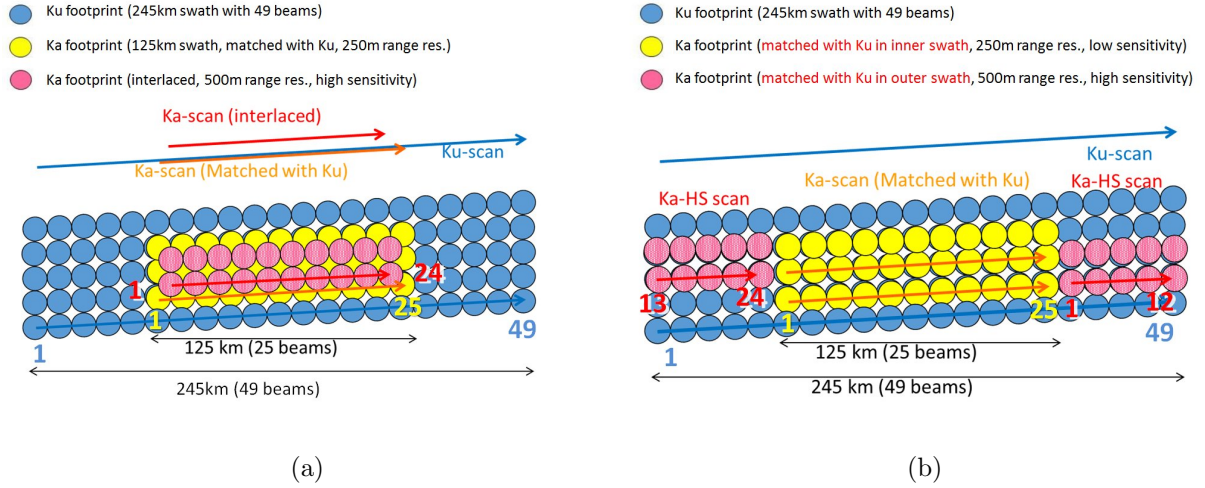 Ku footprint (245km swath with 49 beams)
Ka footprint (125km swath, matched with Ku, 250m range res.)
Ka footprint (interlaced, 500m range res., high sensitivity)
Ka-scan (interlaced)
Ku-scan
Ka-scan (Matched with Ku)
24
1
25
1
49
1
125 km (25 beams)
245km (49 beams)
(a)
Ku footprint (245km swath with 49 beams)
Ka footprint (matched with Ku in inner swath, 250m range res., low sensitivity)
Ka footprint (matched with Ku in outer swath, 500m range res., high sensitivity)
Ku-scan
Ka-scan (Matched with Ku)
Ka-HS scan
Ka-HS scan
13
24
25
1
12
1
49
1
125 km (25 beams)
245 km (49 beams)
(b)